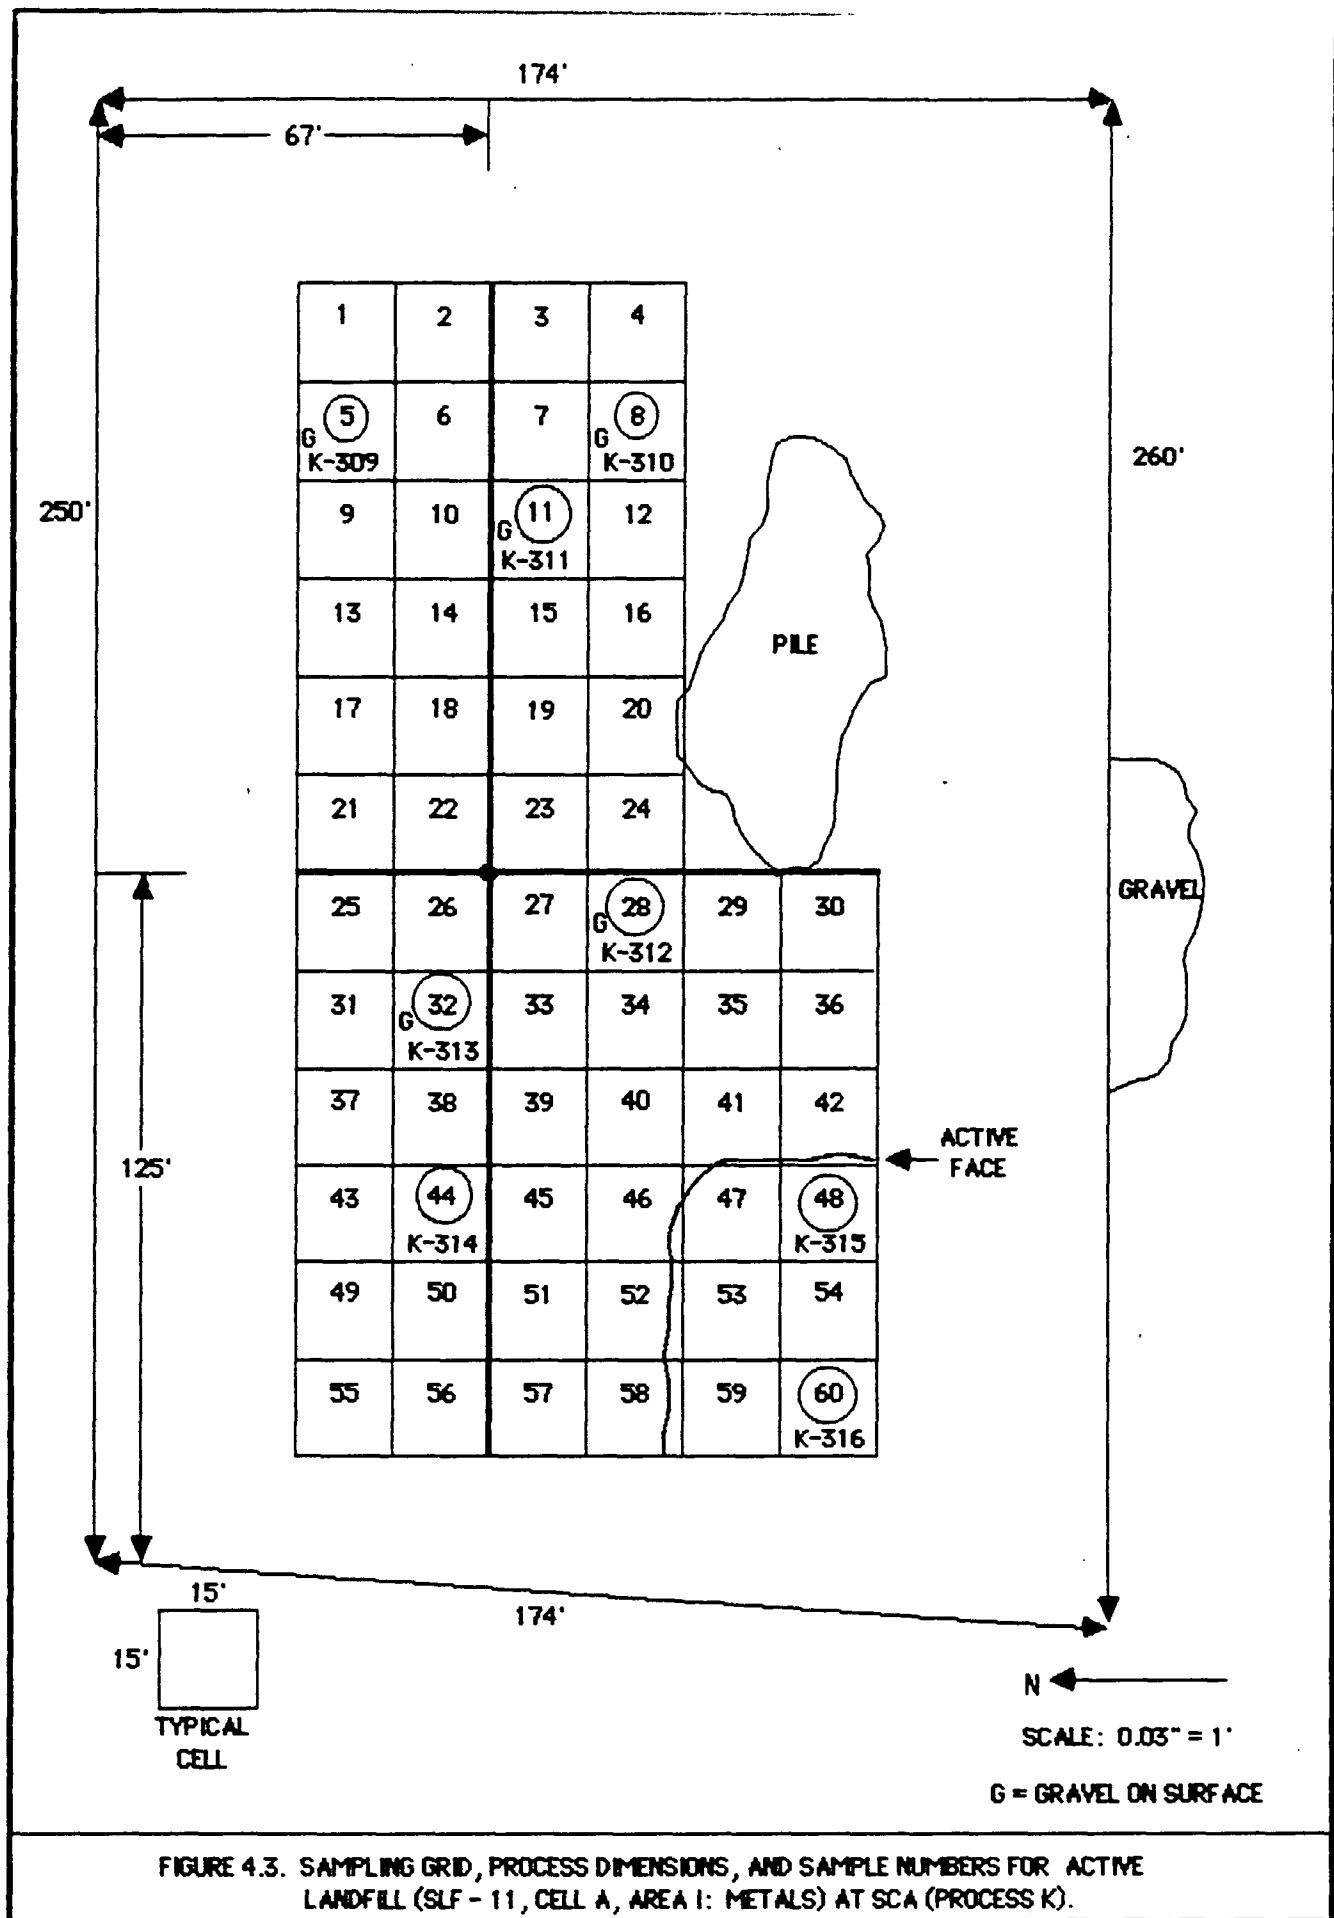 174'
67'
1 2 3 4
5 6 7 8
G G
K-309 K-310
260'
250'
9 10 11 12
G
K-311
13 14 15 16
PILE
17 18 19 20
21 22 23 24
GRAVEL
25 26 27 28 29 30
G
K-312
31 32 33 34 35 36
G
K-313
37 38 39 40 41 42
ACTIVE
FACE
125'
43 44 45 46 47 48
K-314 K-315
49 50 51 52 53 54
55 56 57 58 59 60
K-316
15'
174'
15'
TYPICAL
CELL
N
SCALE: 0.03" = 1'
G = GRAVEL ON SURFACE
FIGURE 4.3. SAMPLING GRID, PROCESS DIMENSIONS, AND SAMPLE NUMBERS FOR ACTIVE
LANDFILL (SLF - 11, CELL A, AREA I: METALS) AT SCA (PROCESS K).